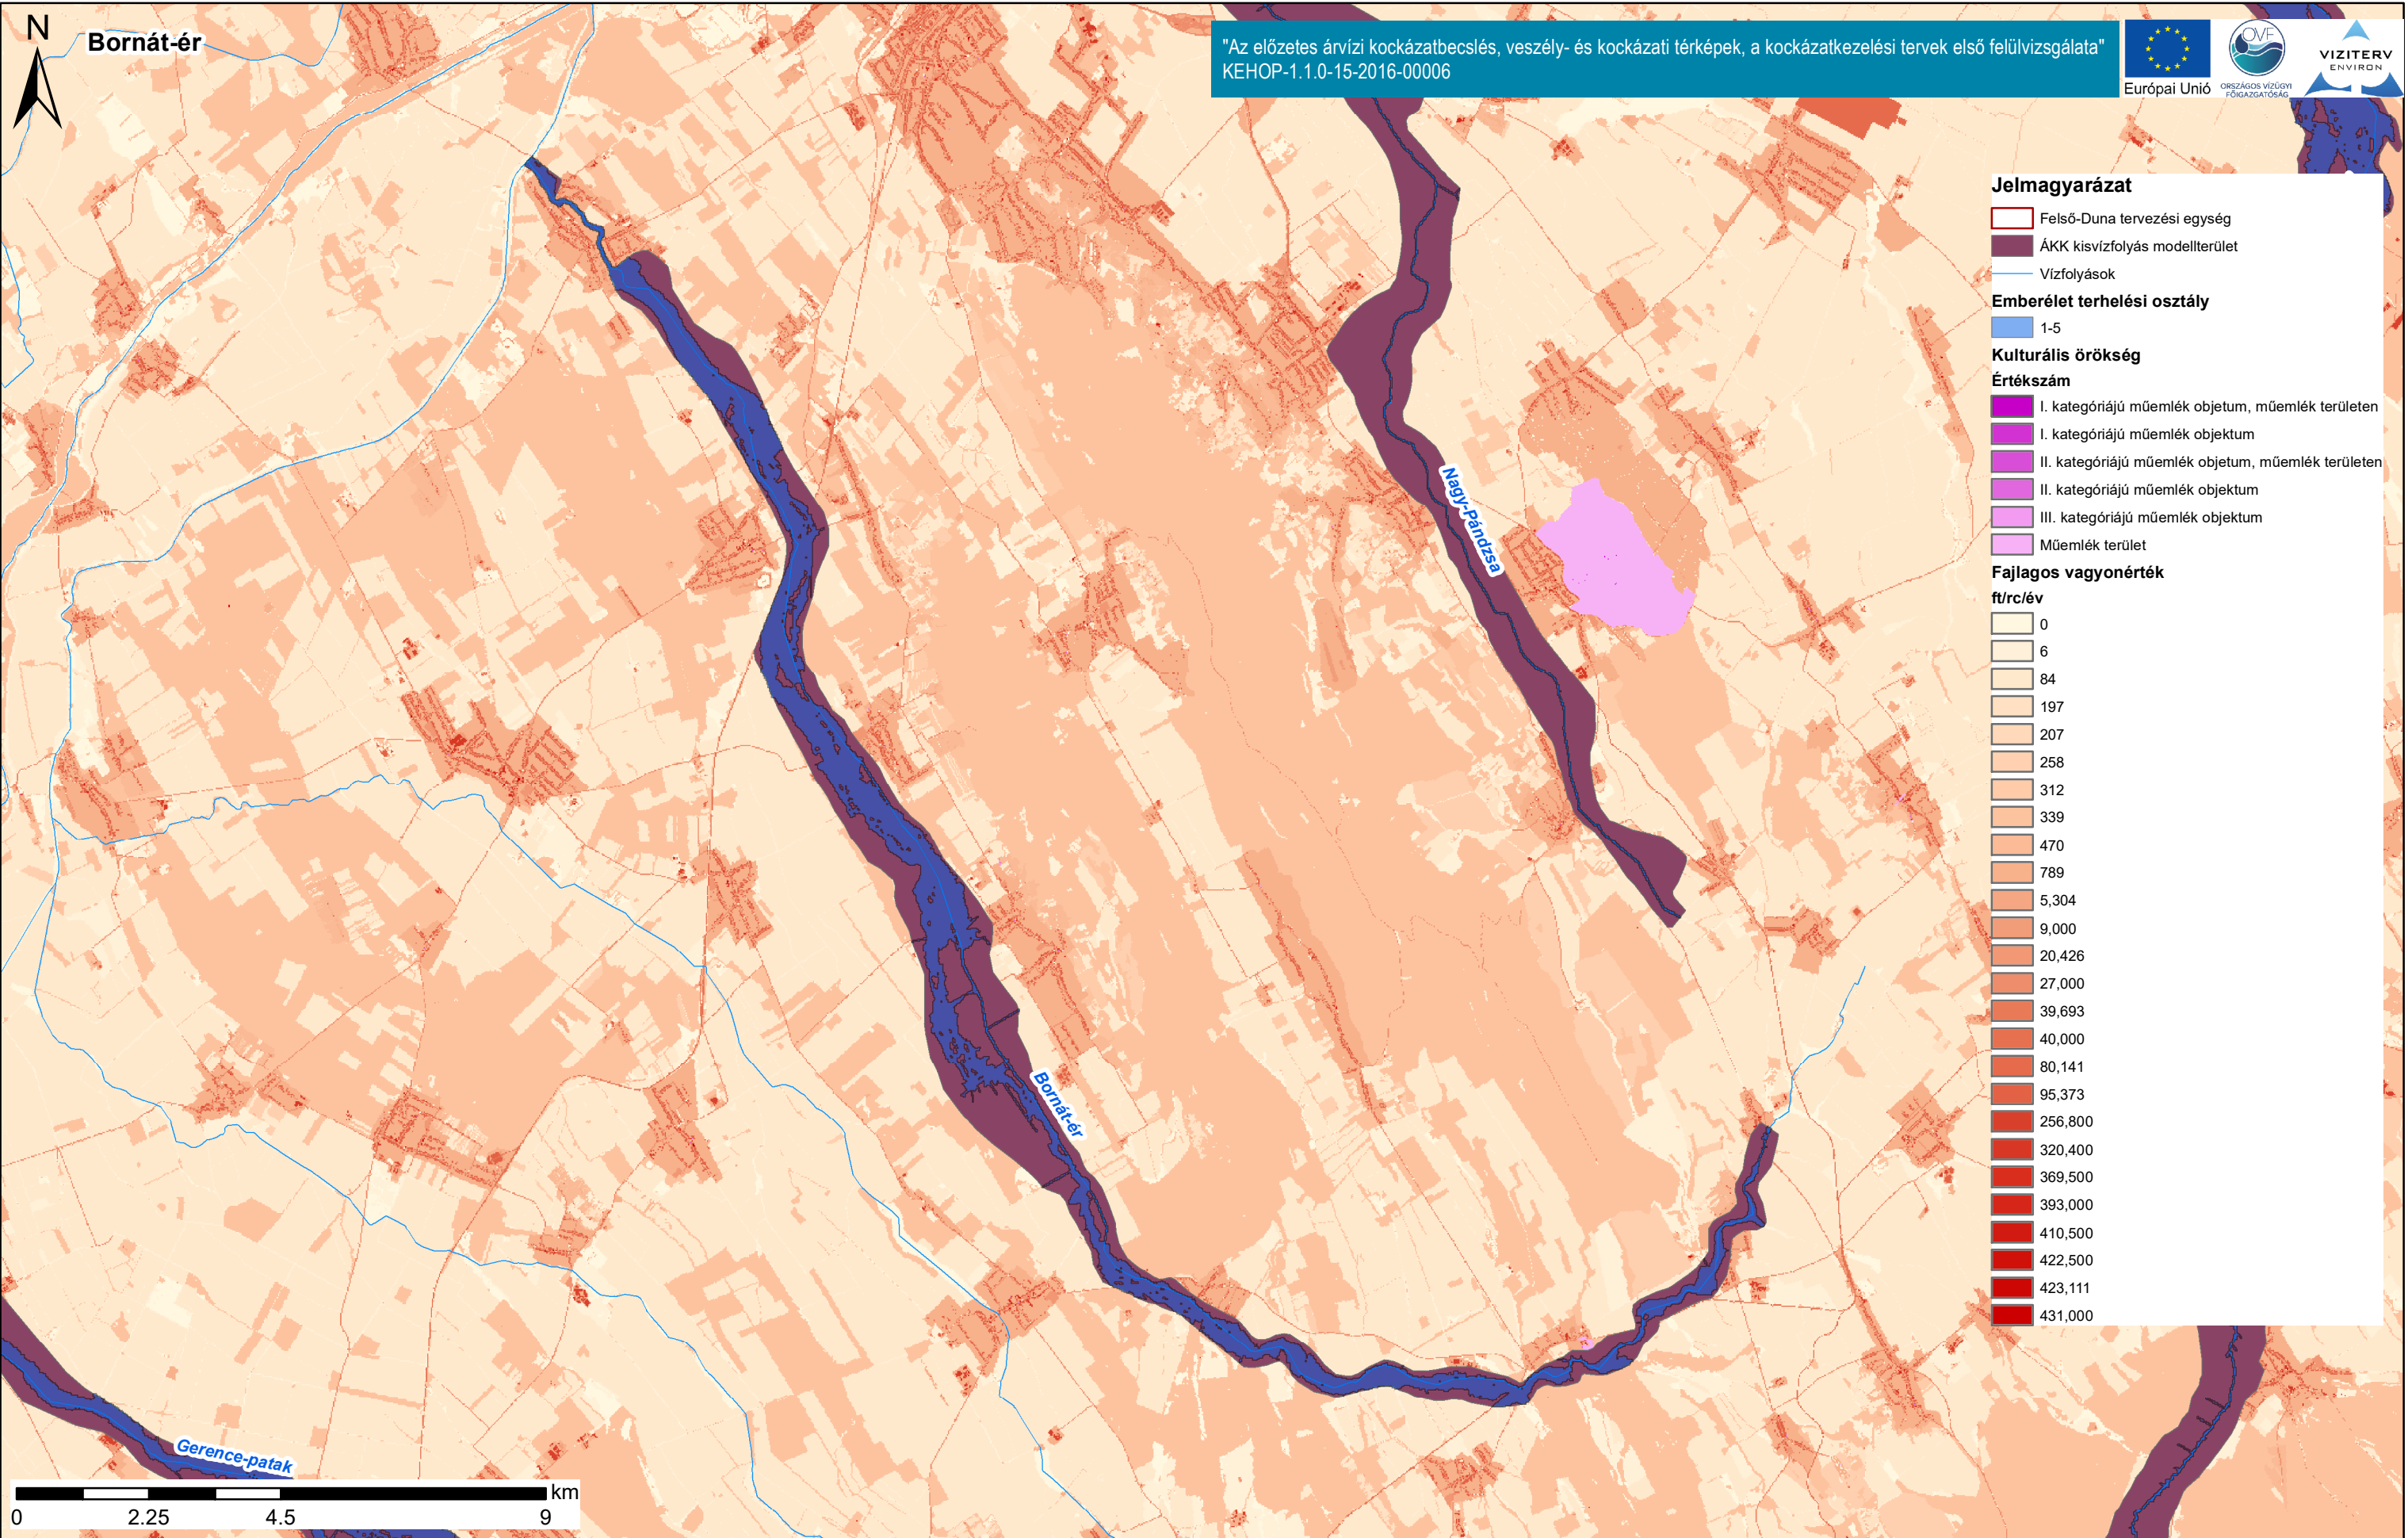 N
Bornát-ér
"Az előzetes árvízi kockázatbecslés, veszély- és kockázati térképek, a kockázatkezelési tervek első felülvizsgálata"
KEHOP-1.1.0-15-2016-00006
Európai Unió
OVF
ORSZÁGOS VÍZÜGYI
FŐIGAZGATÓSÁG
VIZITERV
ENVIRON
Jelmagyarázat
Felső-Duna tervezési egység
ÁKK kisvízfolyás modellterület
Vízfolyások
Emberélet terhelési osztály
1-5
Kulturális örökség
Értékszám
I. kategóriájú műemlék objetum, műemlék területen
I. kategóriájú műemlék objektum
II. kategóriájú műemlék objetum, műemlék területen
II. kategóriájú műemlék objektum
III. kategóriájú műemlék objektum
Műemlék terület
Fajlagos vagyonérték
ft/rc/év
0
6
84
197
207
258
312
339
470
789
5,304
9,000
20,426
27,000
39,693
40,000
80,141
95,373
256,800
320,400
369,500
393,000
410,500
422,500
423,111
431,000
Nagy-Pándzsa
Bornát-ér
Gerence-patak
km
0 2.25 4.5 9